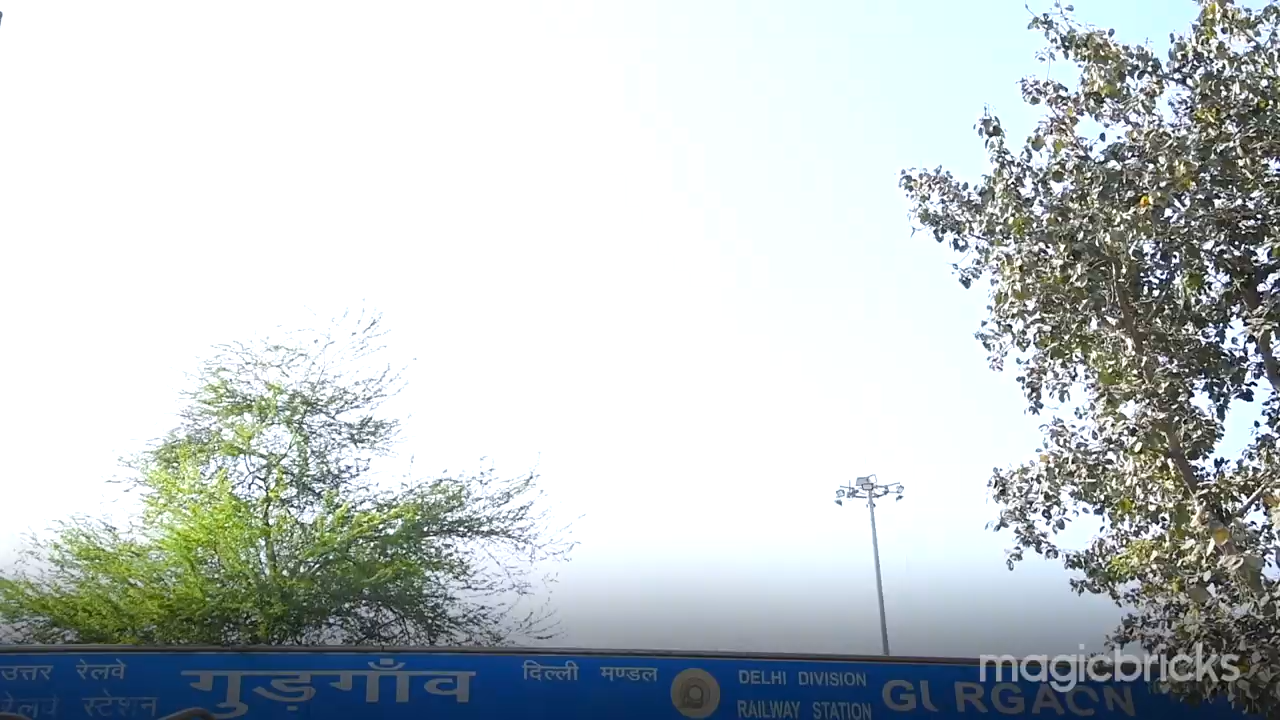 उत्तर रेलवे
रेलवे स्टेशन
गुड़गाँव
दिल्ली मण्डल
DELHI DIVISION
RAILWAY STATION
GURGAON
magicbricks